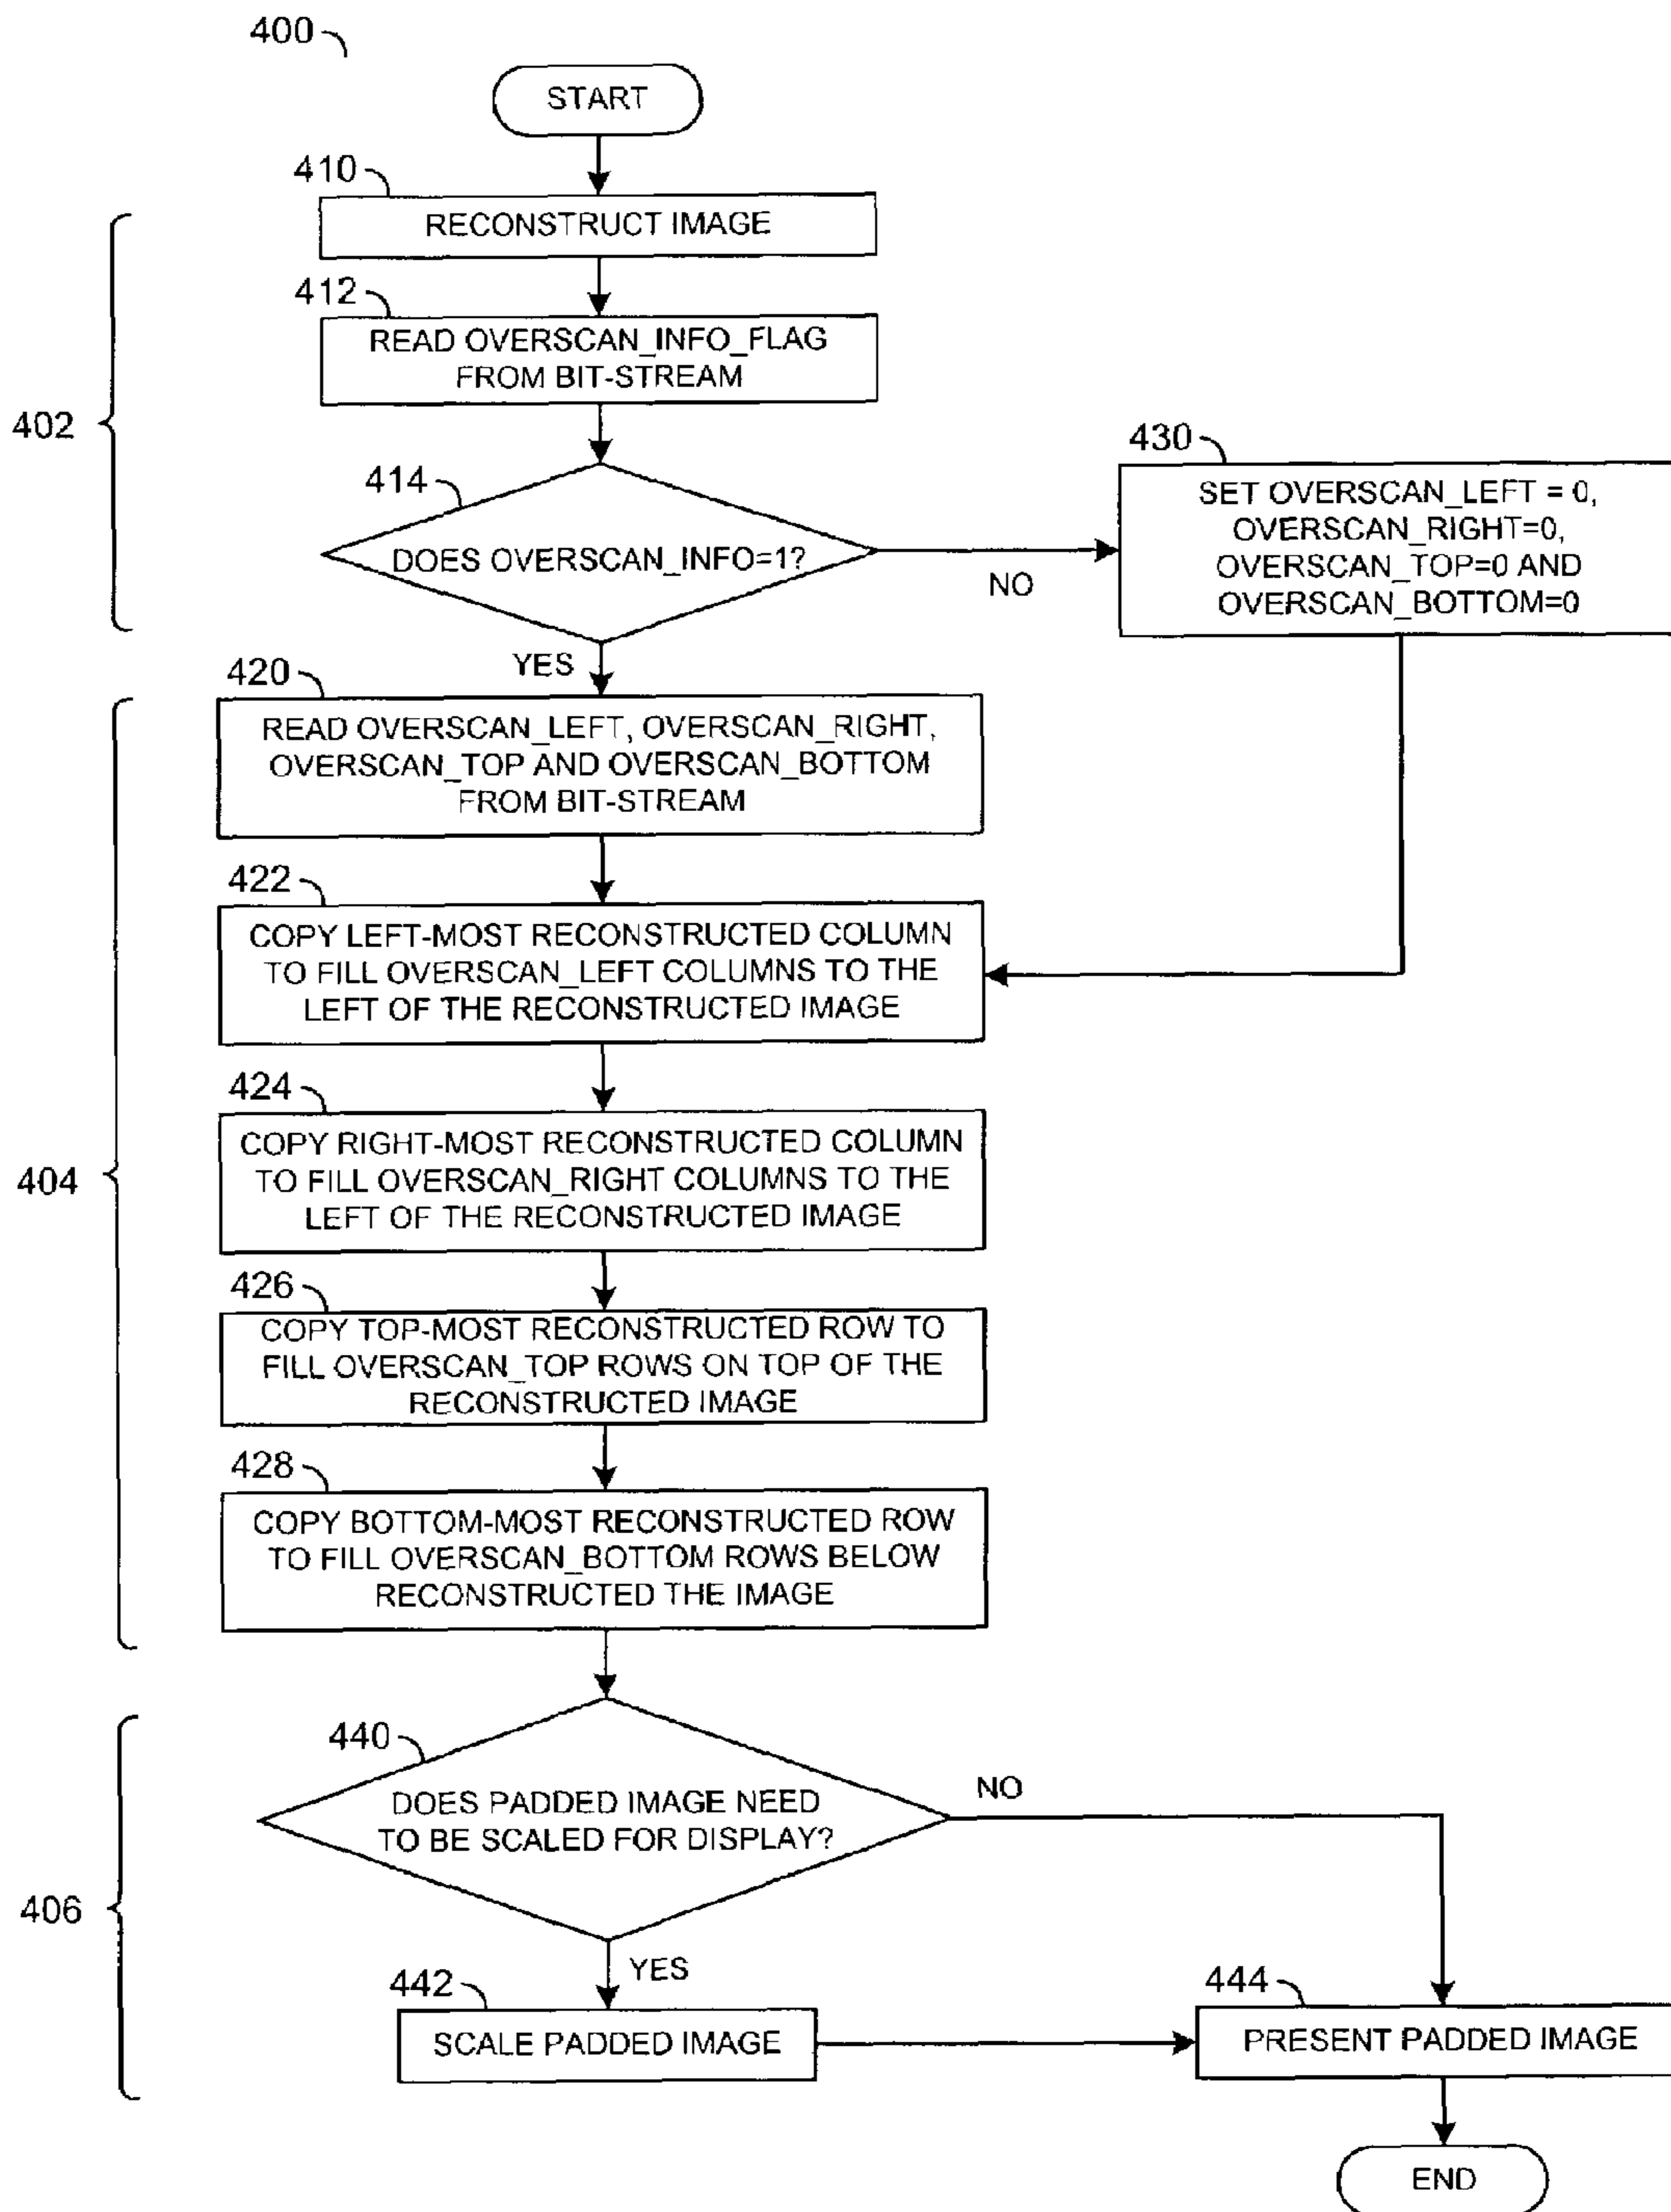 400
START
410
RECONSTRUCT IMAGE
412
READ OVERSCAN_INFO_FLAG
FROM BIT-STREAM
402
414
DOES OVERSCAN_INFO=1?
NO
430
SET OVERSCAN_LEFT = 0,
OVERSCAN_RIGHT=0,
OVERSCAN_TOP=0 AND
OVERSCAN_BOTTOM=0
YES
420
READ OVERSCAN_LEFT, OVERSCAN_RIGHT,
OVERSCAN_TOP AND OVERSCAN_BOTTOM
FROM BIT-STREAM
422
COPY LEFT-MOST RECONSTRUCTED COLUMN
TO FILL OVERSCAN_LEFT COLUMNS TO THE
LEFT OF THE RECONSTRUCTED IMAGE
404
424
COPY RIGHT-MOST RECONSTRUCTED COLUMN
TO FILL OVERSCAN_RIGHT COLUMNS TO THE
LEFT OF THE RECONSTRUCTED IMAGE
426
COPY TOP-MOST RECONSTRUCTED ROW TO
FILL OVERSCAN_TOP ROWS ON TOP OF THE
RECONSTRUCTED IMAGE
428
COPY BOTTOM-MOST RECONSTRUCTED ROW
TO FILL OVERSCAN_BOTTOM ROWS BELOW
RECONSTRUCTED THE IMAGE
406
440
DOES PADDED IMAGE NEED
TO BE SCALED FOR DISPLAY?
NO
YES
442
SCALE PADDED IMAGE
444
PRESENT PADDED IMAGE
END